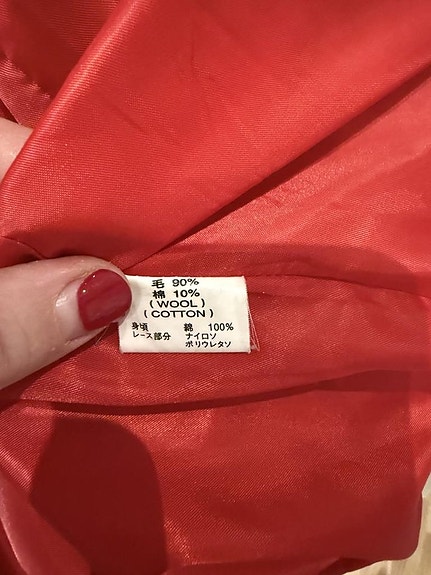 毛 90%
棉 10%
( WOOL )
( COTTON )
身頃 綿 100%
レース部分 ナイロソ
ポリウレタソ